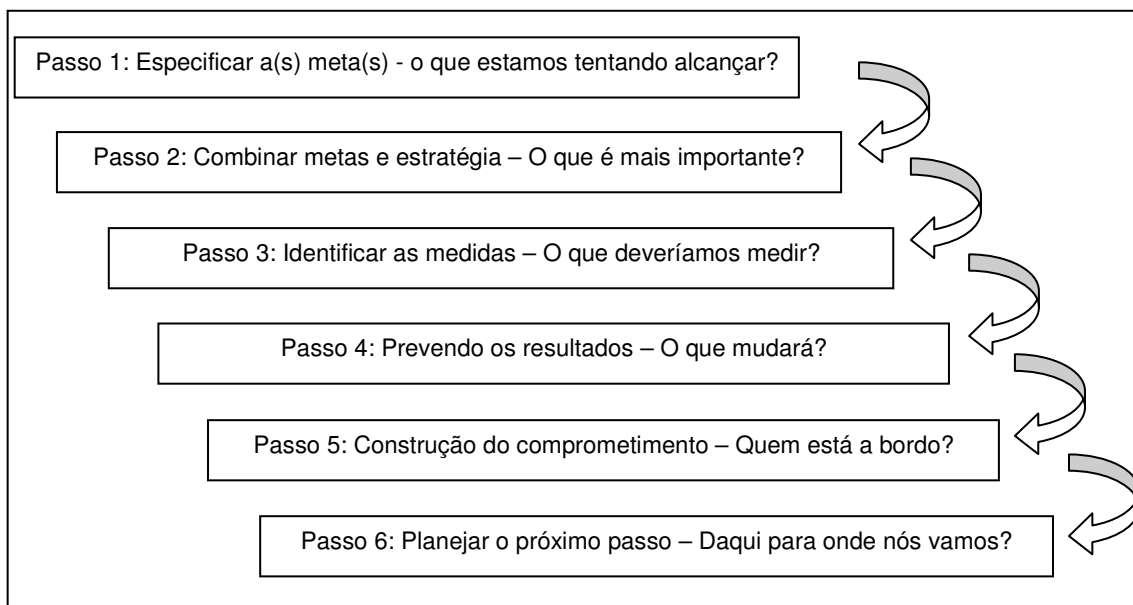 Passo 1: Especificar a(s) meta(s) - o que estamos tentando alcançar?
Passo 2: Combinar metas e estratégia – O que é mais importante?
Passo 3: Identificar as medidas – O que deveríamos medir?
Passo 4: Prevendo os resultados – O que mudará?
Passo 5: Construção do comprometimento – Quem está a bordo?
Passo 6: Planejar o próximo passo – Daqui para onde nós vamos?